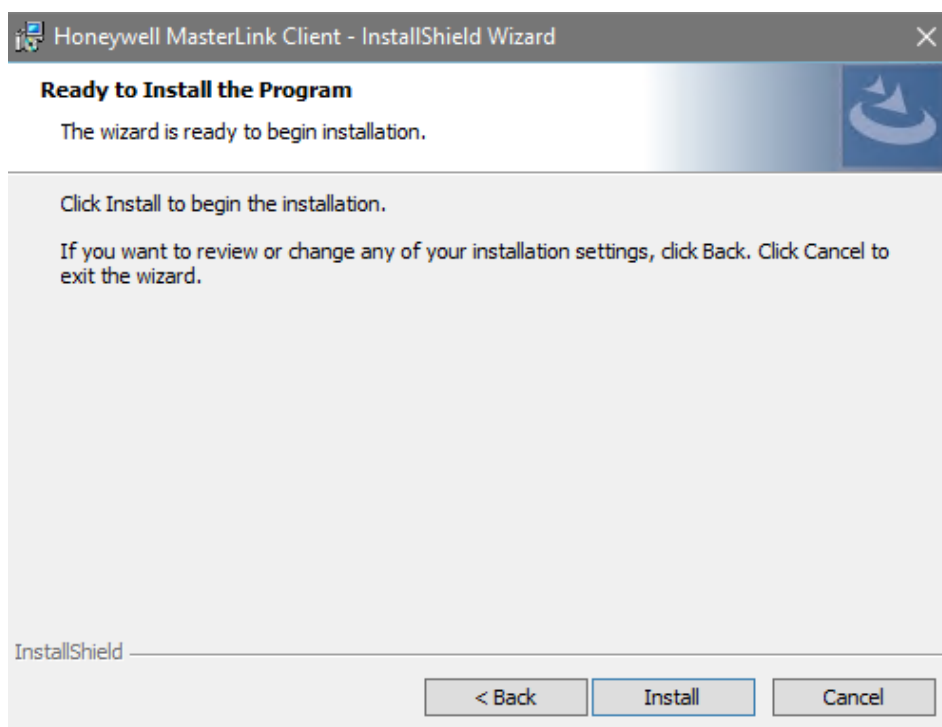 Honeywell MasterLink Client - InstallShield Wizard
Ready to Install the Program
The wizard is ready to begin installation.
Click Install to begin the installation.
If you want to review or change any of your installation settings, click Back. Click Cancel to
exit the wizard.
InstallShield
< Back
Install
Cancel